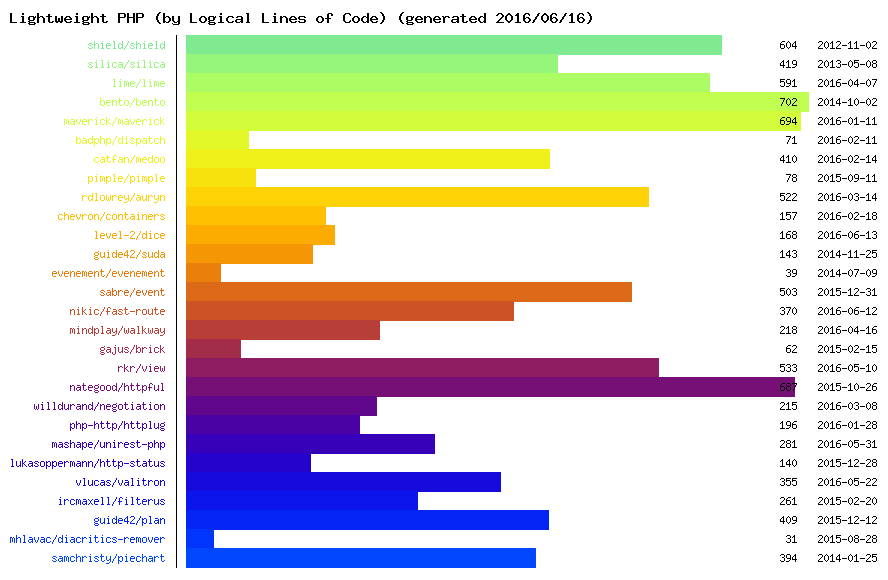 Lightweight PHP (by Logical Lines of Code) (generated 2016/06/16)
shield/shield 604 2012-11-02
silica/silica 419 2013-05-08
lime/lime 591 2016-04-07
bento/bento 702 2014-10-02
maverick/maverick 694 2016-01-11
badphp/dispatch 71 2016-02-11
catfan/medoo 410 2016-02-14
pimple/pimple 78 2015-09-11
rdlowrey/auryn 522 2016-03-14
chevron/containers 157 2016-02-18
level-2/dice 168 2016-06-13
guide42/suda 143 2014-11-25
evenement/evenement 39 2014-07-09
sabre/event 503 2015-12-31
nikic/fast-route 370 2016-06-12
mindplay/walkway 218 2016-04-16
gajus/brick 62 2015-02-15
rkr/view 533 2016-05-10
nategood/httpful 687 2015-10-26
willdurand/negotiation 215 2016-03-08
php-http/httplug 196 2016-01-28
mashape/unirest-php 281 2016-05-31
lukasoppermann/http-status 140 2015-12-28
vlucas/valitron 355 2016-05-22
ircmaxell/filterus 261 2015-02-20
guide42/plan 409 2015-12-12
mhlavac/diacritics-remover 31 2015-08-28
samchristy/piechart 394 2014-01-25